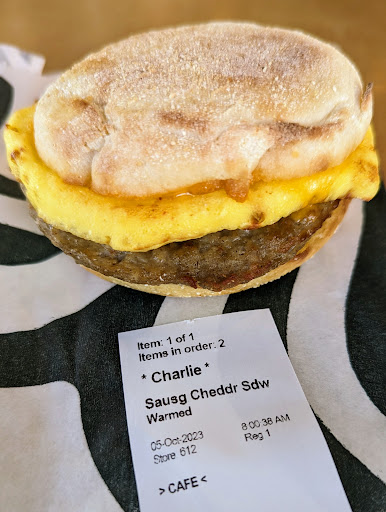 Item: 1 of 1
Items in order: 2
* Charlie *
Sausg Cheddr Sdw
Warmed
05-Oct-2023 8:00:38 AM
Store 612 Reg 1
> CAFE <